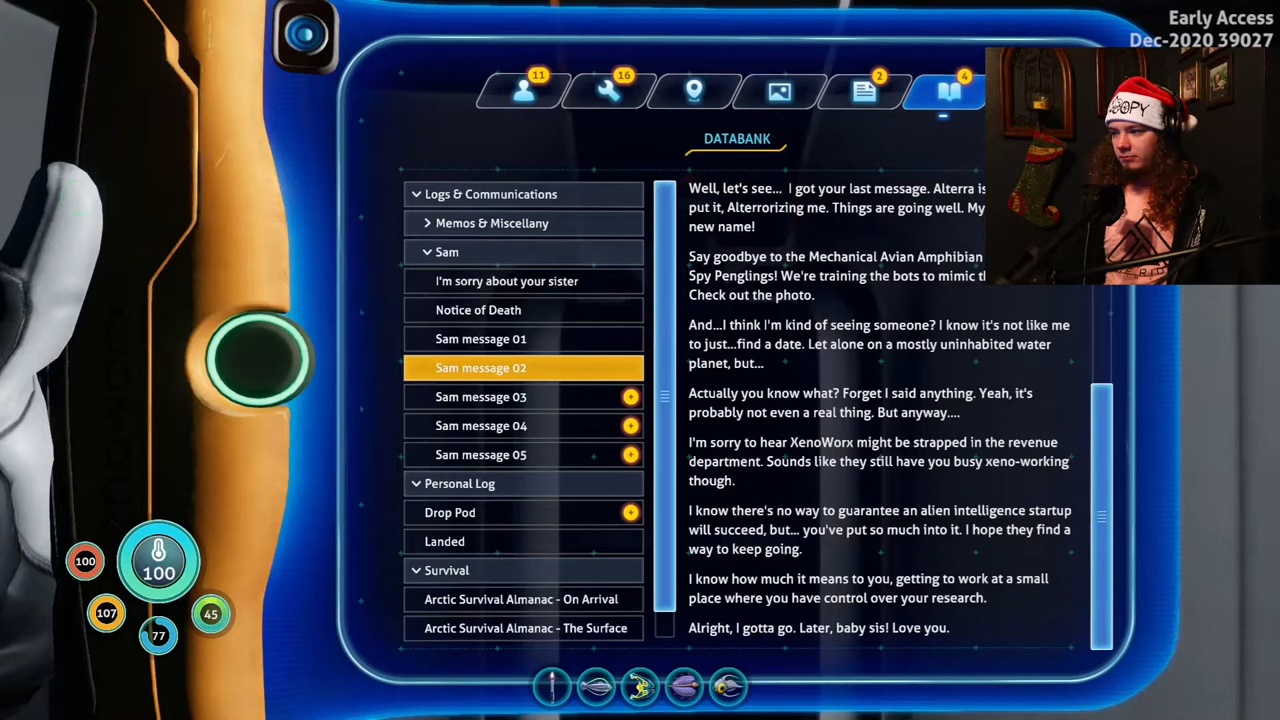 Early Access
Dec-2020 39027
11
16
2
4
DATABANK
Logs & Communications
Memos & Miscellany
Sam
I'm sorry about your sister
Notice of Death
Sam message 01
Sam message 02
Sam message 03
Sam message 04
Sam message 05
Personal Log
Drop Pod
Landed
Survival
Arctic Survival Almanac - On Arrival
Arctic Survival Almanac - The Surface
Well, let's see... I got your last message. Alterra is
put it, Alterrorizing me. Things are going well. My
new name!
Say goodbye to the Mechanical Avian Amphibian
Spy Penglings! We're training the bots to mimic
Check out the photo.
And...I think I'm kind of seeing someone? I know it's not like me
to just...find a date. Let alone on a mostly uninhabited water
planet, but...
Actually you know what? Forget I said anything. Yeah, it's
probably not even a real thing. But anyway....
I'm sorry to hear XenoWorx might be strapped in the revenue
department. Sounds like they still have you busy xeno-working
though.
I know there's no way to guarantee an alien intelligence startup
will succeed, but... you've put so much into it. I hope they find a
way to keep going.
I know how much it means to you, getting to work at a small
place where you have control over your research.
Alright, I gotta go. Later, baby sis! Love you.
100
100
107
45
77